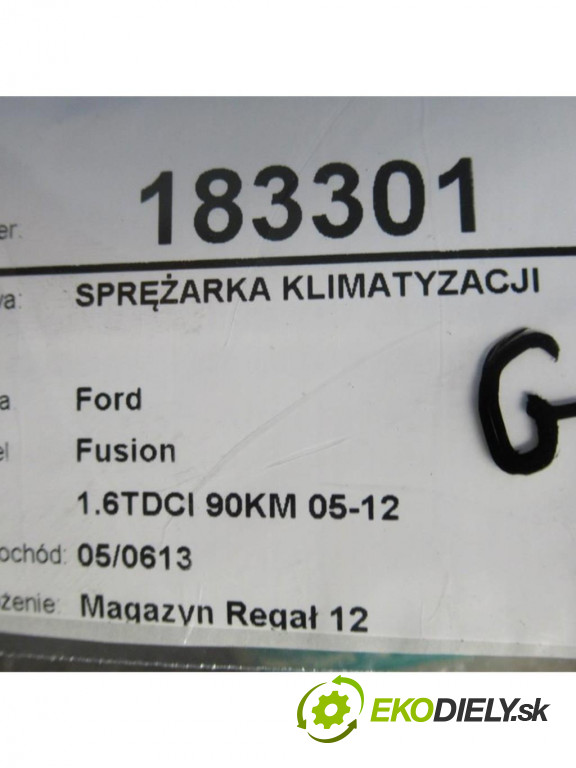 er: 183301
va: SPRĘŻARKA KLIMATYZACJI
a Ford
el Fusion
1.6TDCI 90KM 05-12
ochód: 05/0613
żenie: Magazyn Regał 12
G
EKODIELY.sk